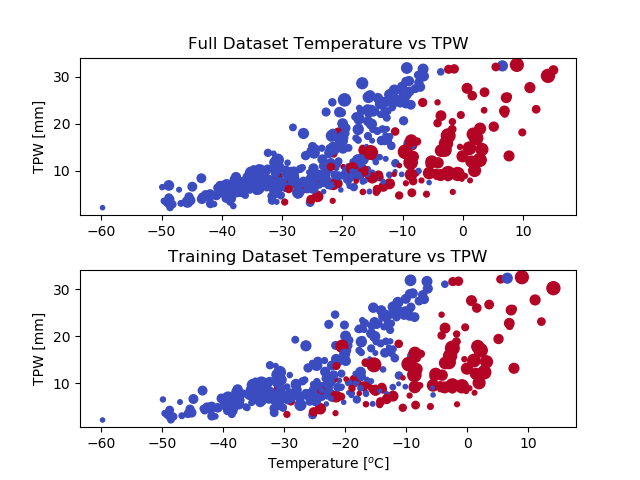 Full Dataset Temperature vs TPW
TPW [mm]
30
20
10
−60 −50 −40 −30 −20 −10 0 10
Training Dataset Temperature vs TPW
TPW [mm]
30
20
10
−60 −50 −40 −30 −20 −10 0 10
Temperature [°C]